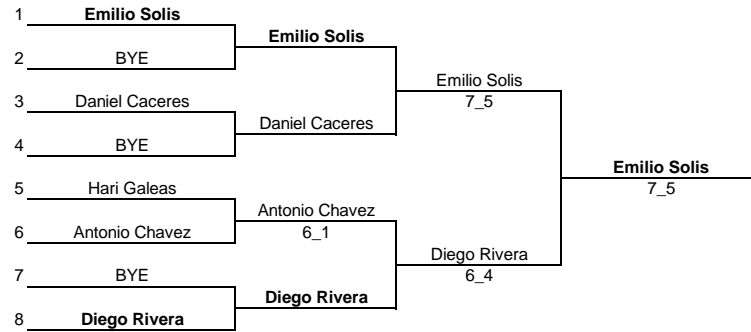 1 Emilio Solis
Emilio Solis
2 BYE
Emilio Solis
7_5
3 Daniel Caceres
Daniel Caceres
4 BYE
Emilio Solis
7_5
5 Hari Galeas
Antonio Chavez
6_1
6 Antonio Chavez
Diego Rivera
6_4
7 BYE
Diego Rivera
8 Diego Rivera